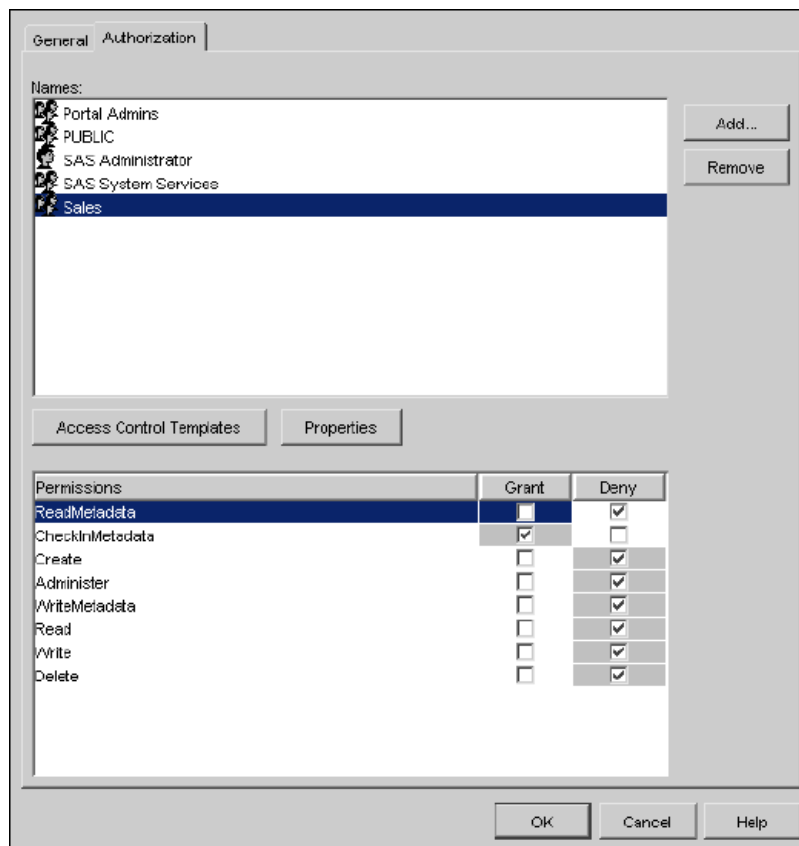 General Authorization
Names:
Portal Admins
PUBLIC
Add...
SAS Administrator
Remove
SAS System Services
Sales
Access Control Templates Properties
Permissions Grant Deny
ReadMetadata
CheckInMetadata
Create
Administer
WriteMetadata
Read
Write
Delete
OK Cancel Help